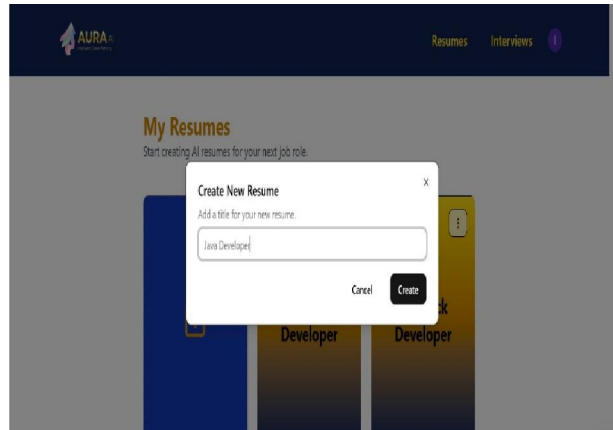 AURA AI
Resumes
Interviews
I
My Resumes
Start creating AI resumes for your next job role.
Create New Resume
X
Add a title for your new resume.
Java Developer
Cancel
Create
Developer
Developer